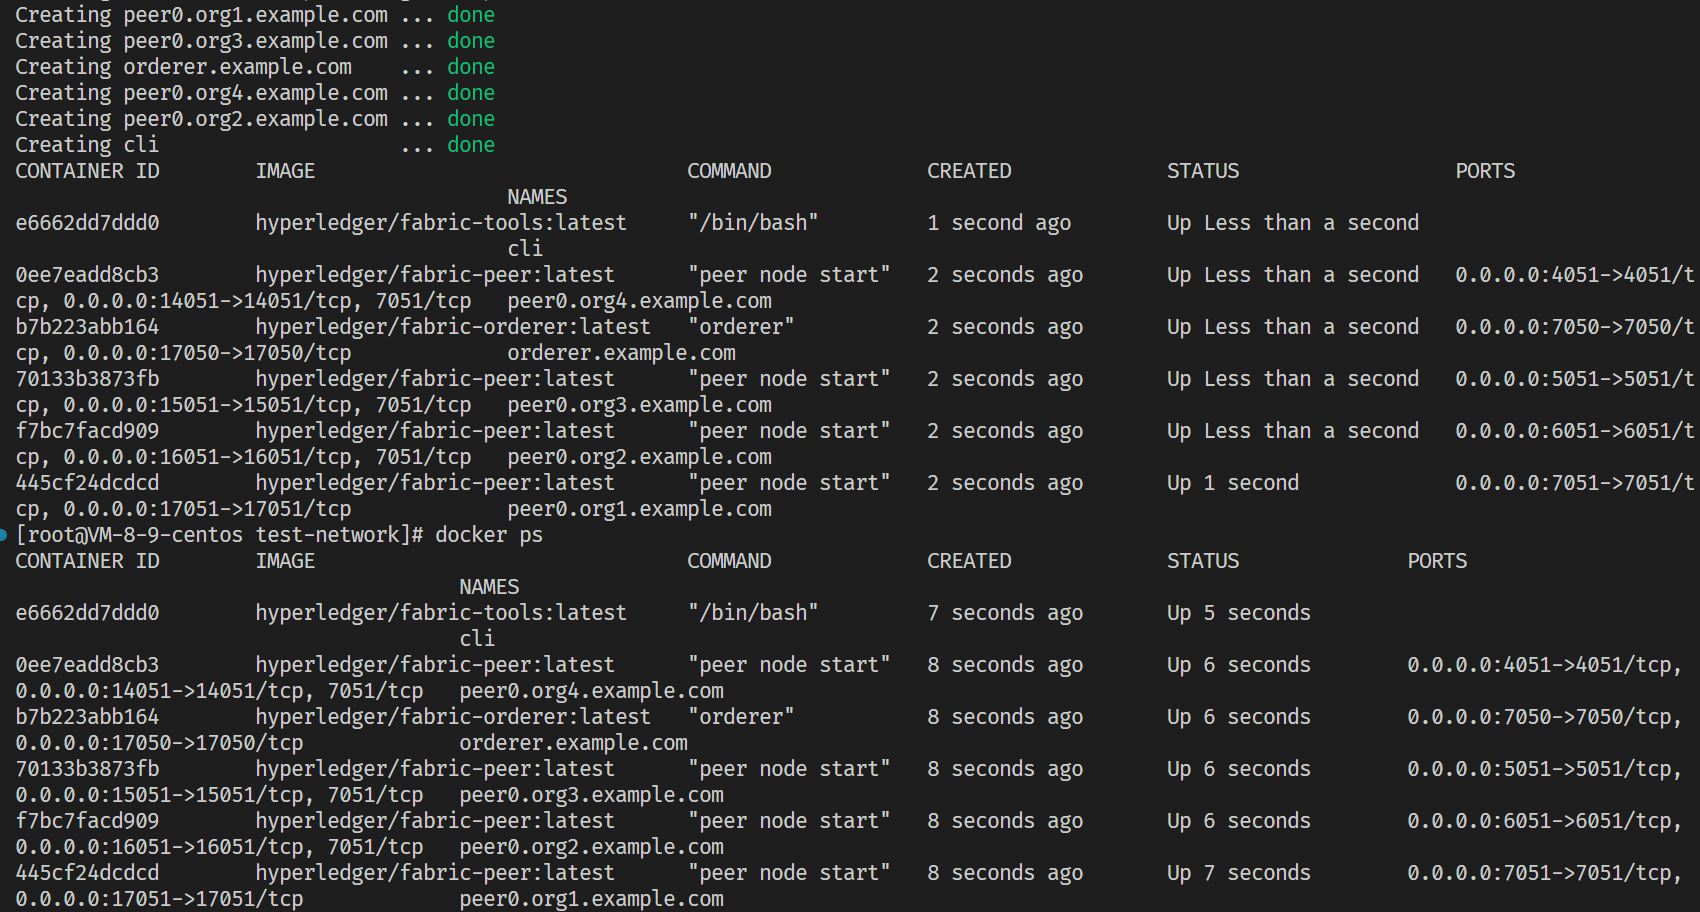 Creating peer0.org1.example.com ... done
Creating peer0.org3.example.com ... done
Creating orderer.example.com    ... done
Creating peer0.org4.example.com ... done
Creating peer0.org2.example.com ... done
Creating cli                    ... done
CONTAINER ID        IMAGE                               COMMAND             CREATED             STATUS                  PORTS
                                         NAMES
e6662dd7ddd0        hyperledger/fabric-tools:latest     "/bin/bash"         1 second ago        Up Less than a second
                                         cli
0ee7eadd8cb3        hyperledger/fabric-peer:latest      "peer node start"   2 seconds ago       Up Less than a second   0.0.0.0:4051->4051/t
cp, 0.0.0.0:14051->14051/tcp, 7051/tcp   peer0.org4.example.com
b7b223abb164        hyperledger/fabric-orderer:latest   "orderer"           2 seconds ago       Up Less than a second   0.0.0.0:7050->7050/t
cp, 0.0.0.0:17050->17050/tcp             orderer.example.com
70133b3873fb        hyperledger/fabric-peer:latest      "peer node start"   2 seconds ago       Up Less than a second   0.0.0.0:5051->5051/t
cp, 0.0.0.0:15051->15051/tcp, 7051/tcp   peer0.org3.example.com
f7bc7facd909        hyperledger/fabric-peer:latest      "peer node start"   2 seconds ago       Up Less than a second   0.0.0.0:6051->6051/t
cp, 0.0.0.0:16051->16051/tcp, 7051/tcp   peer0.org2.example.com
445cf24dcdcd        hyperledger/fabric-peer:latest      "peer node start"   2 seconds ago       Up 1 second             0.0.0.0:7051->7051/t
cp, 0.0.0.0:17051->17051/tcp             peer0.org1.example.com
[root@VM-8-9-centos test-network]# docker ps
CONTAINER ID        IMAGE                               COMMAND             CREATED             STATUS              PORTS
                                     NAMES
e6662dd7ddd0        hyperledger/fabric-tools:latest     "/bin/bash"         7 seconds ago       Up 5 seconds
                                     cli
0ee7eadd8cb3        hyperledger/fabric-peer:latest      "peer node start"   8 seconds ago       Up 6 seconds        0.0.0.0:4051->4051/tcp,
0.0.0.0:14051->14051/tcp, 7051/tcp   peer0.org4.example.com
b7b223abb164        hyperledger/fabric-orderer:latest   "orderer"           8 seconds ago       Up 6 seconds        0.0.0.0:7050->7050/tcp,
0.0.0.0:17050->17050/tcp             orderer.example.com
70133b3873fb        hyperledger/fabric-peer:latest      "peer node start"   8 seconds ago       Up 6 seconds        0.0.0.0:5051->5051/tcp,
0.0.0.0:15051->15051/tcp, 7051/tcp   peer0.org3.example.com
f7bc7facd909        hyperledger/fabric-peer:latest      "peer node start"   8 seconds ago       Up 6 seconds        0.0.0.0:6051->6051/tcp,
0.0.0.0:16051->16051/tcp, 7051/tcp   peer0.org2.example.com
445cf24dcdcd        hyperledger/fabric-peer:latest      "peer node start"   8 seconds ago       Up 7 seconds        0.0.0.0:7051->7051/tcp,
0.0.0.0:17051->17051/tcp             peer0.org1.example.com